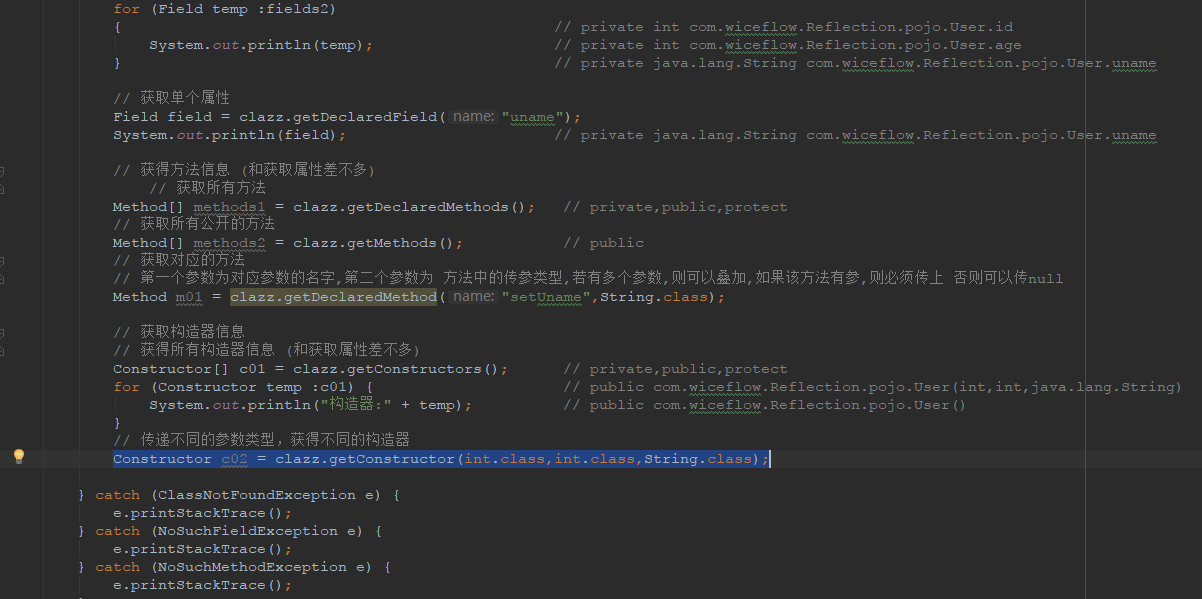 for (Field temp :fields2)
{ // private int com.wiceflow.Reflection.pojo.User.id
System.out.println(temp); // private int com.wiceflow.Reflection.pojo.User.age
} // private java.lang.String com.wiceflow.Reflection.pojo.User.uname
// 获取单个属性
Field field = clazz.getDeclaredField( name: "uname");
System.out.println(field); // private java.lang.String com.wiceflow.Reflection.pojo.User.uname
// 获得方法信息 (和获取属性差不多)
// 获取所有方法
Method[] methods1 = clazz.getDeclaredMethods(); // private,public,protect
// 获取所有公开的方法
Method[] methods2 = clazz.getMethods(); // public
// 获取对应的方法
// 第一个参数为对应参数的名字,第二个参数为 方法中的传参类型,若有多个参数,则可以叠加,如果该方法有参,则必须传上 否则可以传null
Method m01 = clazz.getDeclaredMethod( name: "setUname",String.class);
// 获取构造器信息
// 获得所有构造器信息 (和获取属性差不多)
Constructor[] c01 = clazz.getConstructors(); // private,public,protect
for (Constructor temp :c01) { // public com.wiceflow.Reflection.pojo.User(int,int,java.lang.String)
System.out.println("构造器:" + temp); // public com.wiceflow.Reflection.pojo.User()
}
// 传递不同的参数类型，获得不同的构造器
Constructor c02 = clazz.getConstructor(int.class,int.class,String.class);
} catch (ClassNotFoundException e) {
e.printStackTrace();
} catch (NoSuchFieldException e) {
e.printStackTrace();
} catch (NoSuchMethodException e) {
e.printStackTrace();